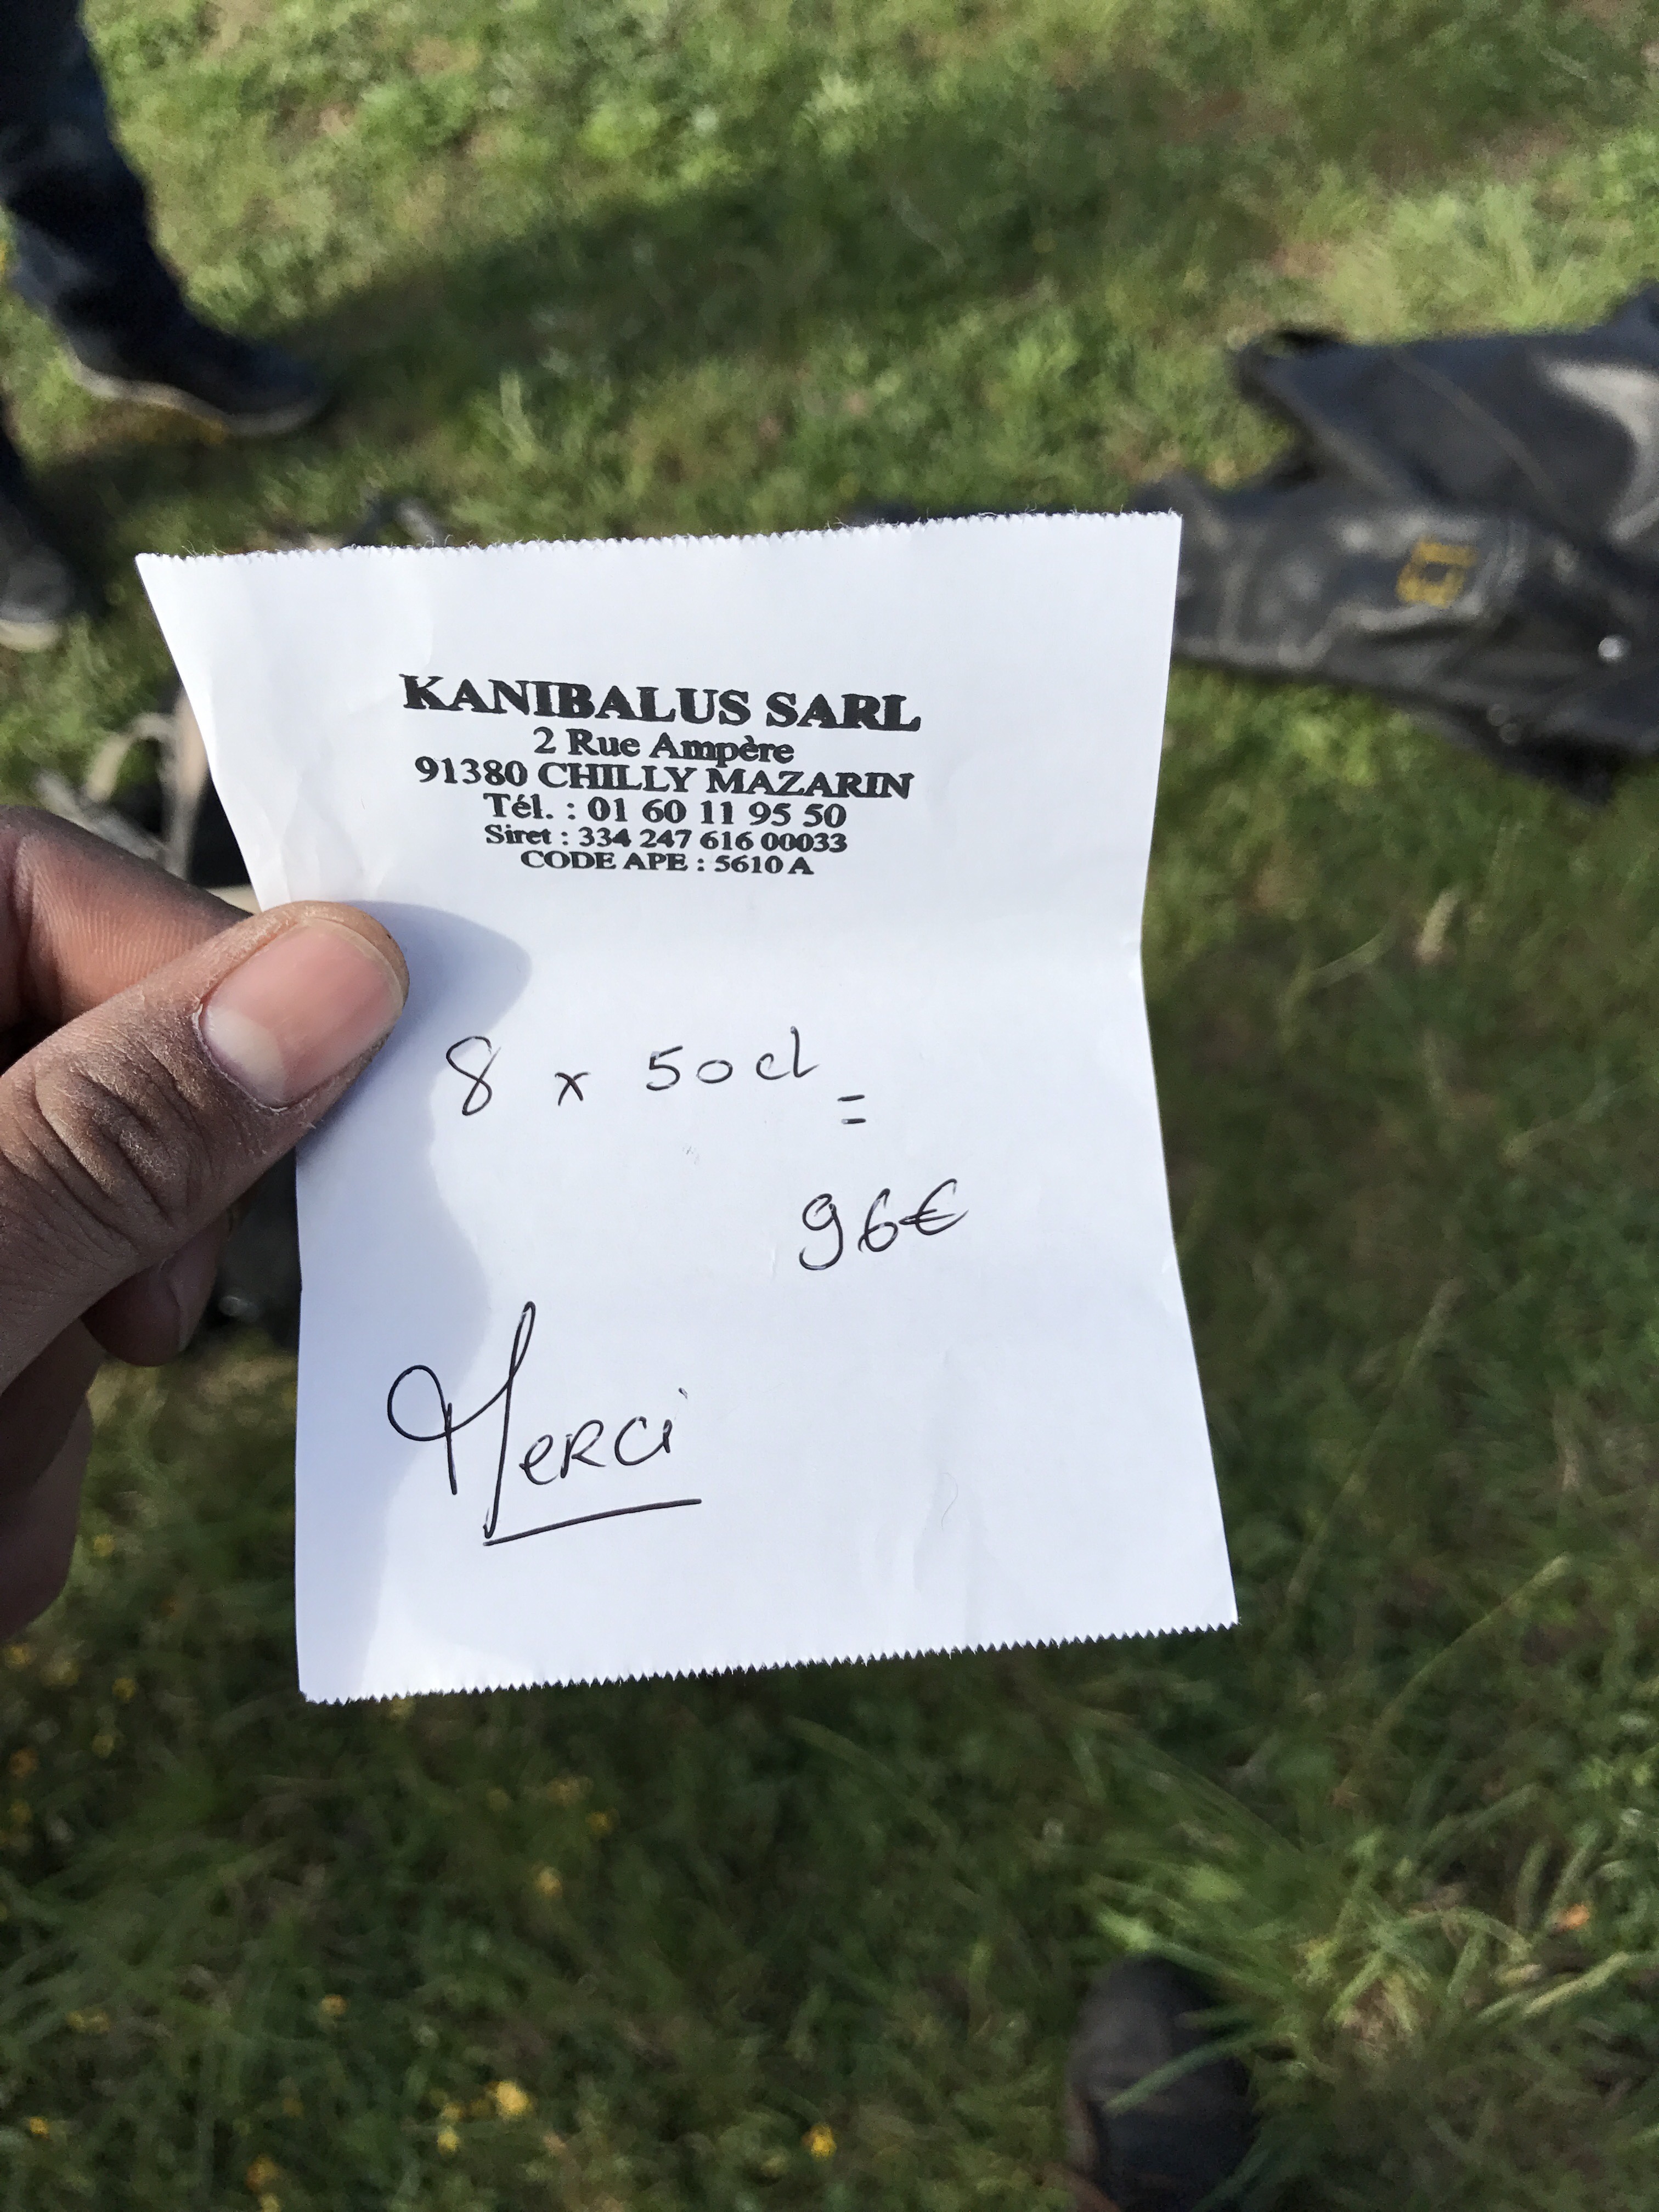 KANIBALUS SARL
2 Rue Ampère
91380 CHILLY MAZARIN
Tél. : 01 60 11 95 50
Siret : 334 247 616 00033
CODE APE : 5610 A
8 x 50cl =
96€
Merci